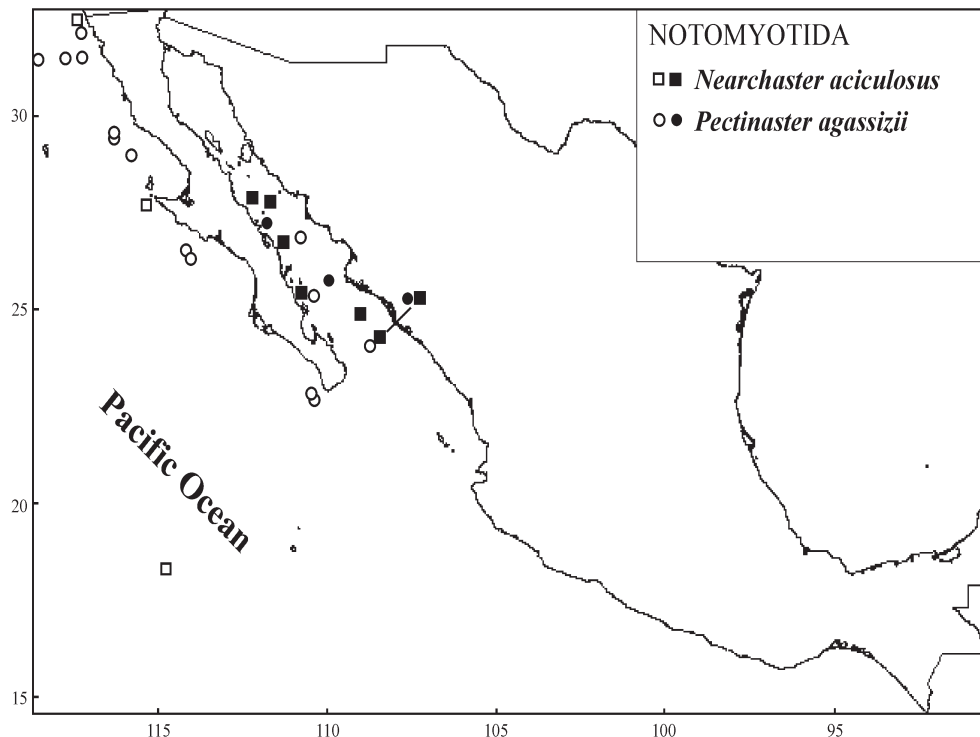 NOTOMYOTIDA
Nearchaster aciculosus
Pectinaster agassizii
30
25
20
15
Pacific Ocean
115 110 105 100 95